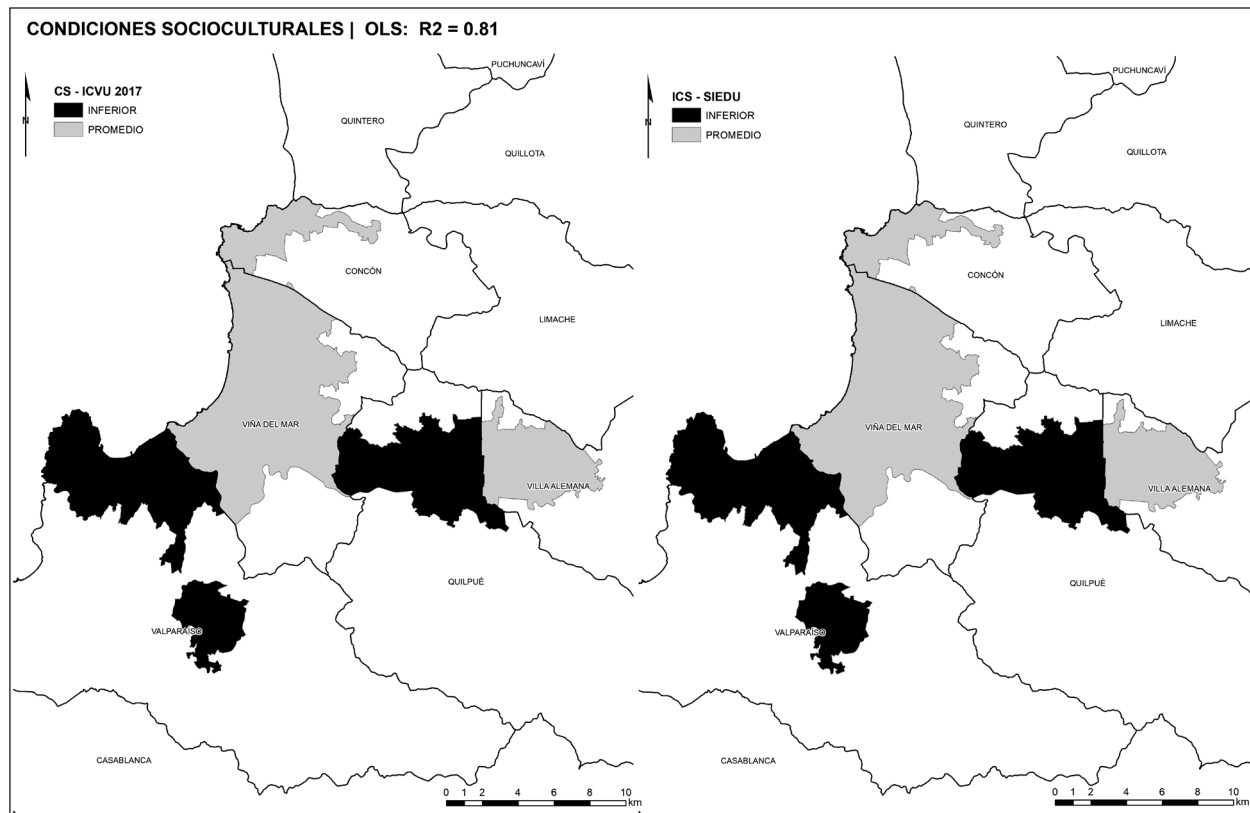 CONDICIONES SOCIOCULTURALES | OLS: R2 = 0.81
CS - ICVU 2017
INFERIOR
PROMEDIO
N
PUCHUNCAVÍ
QUINTERO
QUILLOTA
CONCÓN
LIMACHE
VIÑA DEL MAR
VILLA ALEMANA
QUILPUÉ
VALPARAÍSO
CASABLANCA
0 1 2 4 6 8 10 km
ICS - SIEDU
INFERIOR
PROMEDIO
N
PUCHUNCAVÍ
QUINTERO
QUILLOTA
CONCÓN
LIMACHE
VIÑA DEL MAR
VILLA ALEMANA
QUILPUÉ
VALPARAÍSO
CASABLANCA
0 1 2 4 6 8 10 km